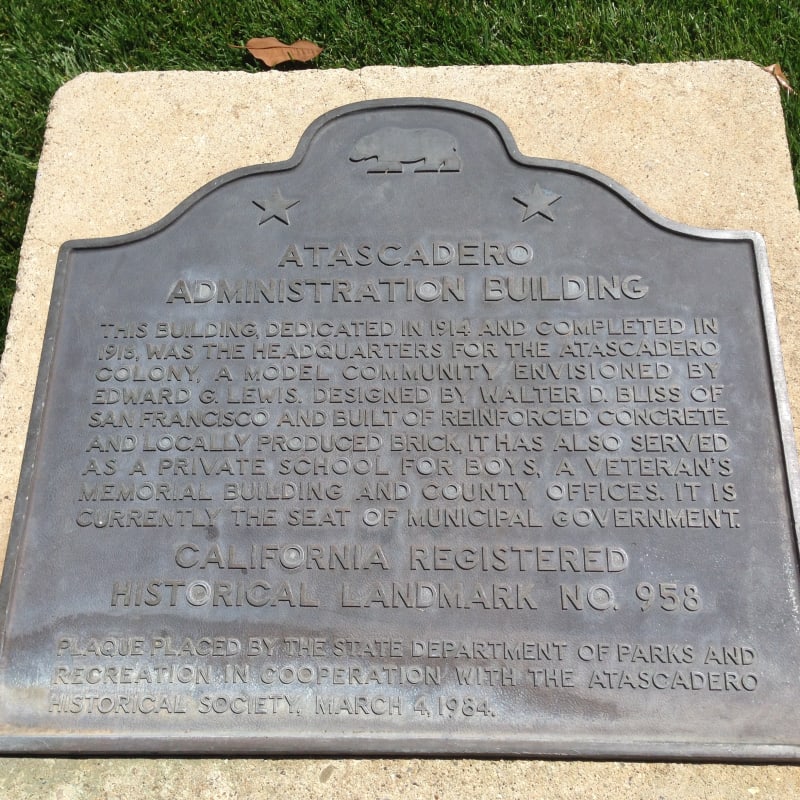 ATASCADERO
ADMINISTRATION BUILDING
THIS BUILDING, DEDICATED IN 1914 AND COMPLETED IN
1918, WAS THE HEADQUARTERS FOR THE ATASCADERO
COLONY, A MODEL COMMUNITY ENVISIONED BY
EDWARD G. LEWIS. DESIGNED BY WALTER D. BLISS OF
SAN FRANCISCO AND BUILT OF REINFORCED CONCRETE
AND LOCALLY PRODUCED BRICK, IT HAS ALSO SERVED
AS A PRIVATE SCHOOL FOR BOYS, A VETERAN'S
MEMORIAL BUILDING AND COUNTY OFFICES. IT IS
CURRENTLY THE SEAT OF MUNICIPAL GOVERNMENT.
CALIFORNIA REGISTERED
HISTORICAL LANDMARK NO. 958
PLAQUE PLACED BY THE STATE DEPARTMENT OF PARKS AND
RECREATION IN COOPERATION WITH THE ATASCADERO
HISTORICAL SOCIETY, MARCH 4, 1984.